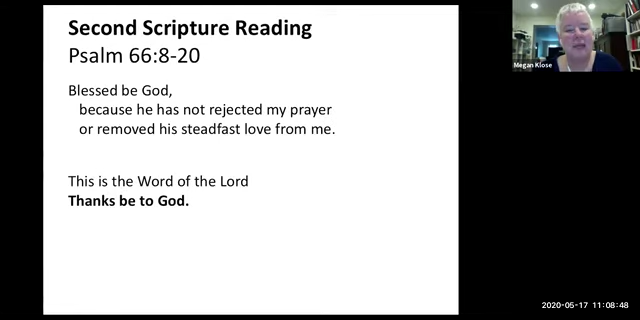 Second Scripture Reading
Psalm 66:8-20
Blessed be God,
because he has not rejected my prayer
or removed his steadfast love from me.
This is the Word of the Lord
Thanks be to God.
Megan Klose
2020-05-17 11:08:48